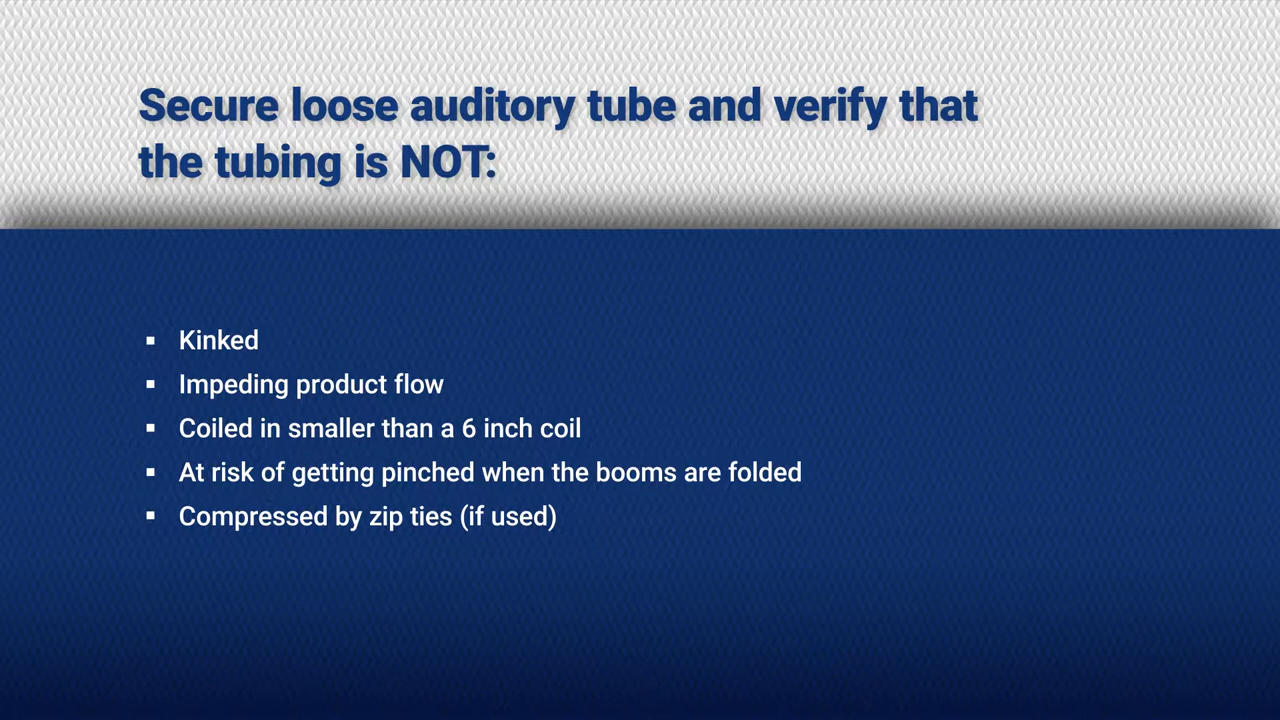 Secure loose auditory tube and verify that
the tubing is NOT:
▪ Kinked
▪ Impeding product flow
▪ Coiled in smaller than a 6 inch coil
▪ At risk of getting pinched when the booms are folded
▪ Compressed by zip ties (if used)